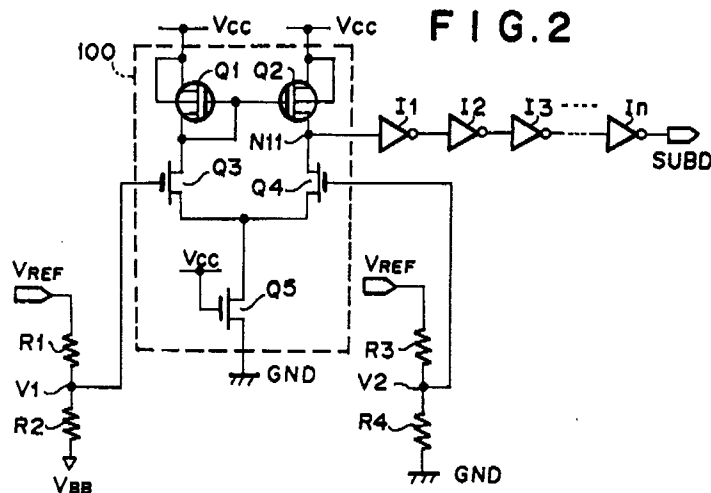 FIG.2
VCC
VCC
100
Q1
Q2
I1
I2
I3
In
N11
SUBD
Q3
Q4
VCC
VREF
Q5
VREF
R1
R3
V1
GND
V2
R2
R4
VBB
GND